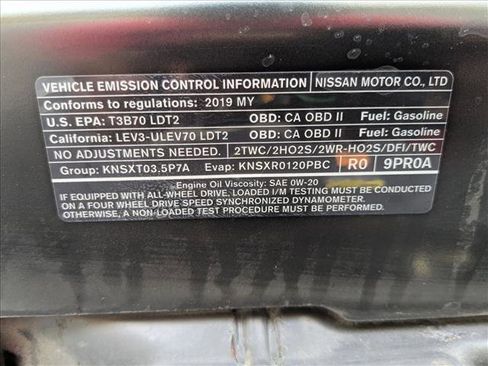 VEHICLE EMISSION CONTROL INFORMATION NISSAN MOTOR CO., LTD
Conforms to regulations: 2019 MY
U.S. EPA: T3B70 LDT2 OBD: CA OBD II Fuel: Gasoline
California: LEV3-ULEV70 LDT2 OBD: CA OBD II Fuel: Gasoline
NO ADJUSTMENTS NEEDED. 2TWC/2HO2S/2WR-HO2S/DFI/TWC
Group: KNSXT03.5P7A Evap: KNSXR0120PBC R0 9PR0A
Engine Oil Viscosity: SAE 0W-20
IF EQUIPPED WITH ALL-WHEEL DRIVE, LOADED I/M TESTING MUST BE CONDUCTED
ON A FOUR WHEEL DRIVE SPEED SYNCHRONIZED DYNAMOMETER.
OTHERWISE, A NON-LOADED TEST PROCEDURE MUST BE PERFORMED.